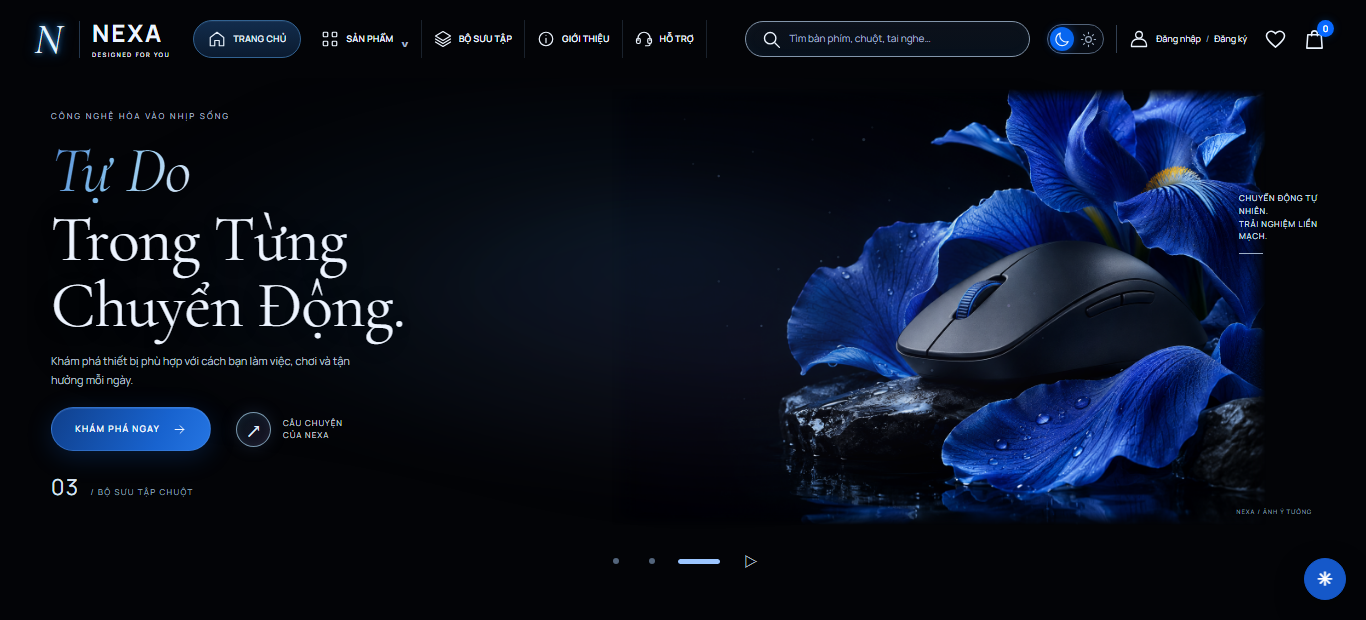 N
NEXA
DESIGNED FOR YOU
TRANG CHỦ
SẢN PHẨM
BỘ SƯU TẬP
GIỚI THIỆU
HỖ TRỢ
Tìm bàn phím, chuột, tai nghe...
Đăng nhập / Đăng ký
0
CÔNG NGHỆ HÒA VÀO NHỊP SỐNG
Tự Do
Trong Từng
Chuyển Động.
Khám phá thiết bị phù hợp với cách bạn làm việc, chơi và tận
hưởng mỗi ngày.
KHÁM PHÁ NGAY
CÂU CHUYỆN
CỦA NEXA
03 / BỘ SƯU TẬP CHUỘT
CHUYỂN ĐỘNG TỰ
NHIÊN.
TRẢI NGHIỆM LIỀN
MẠCH.
NEXA / ẢNH Ý TƯỞNG